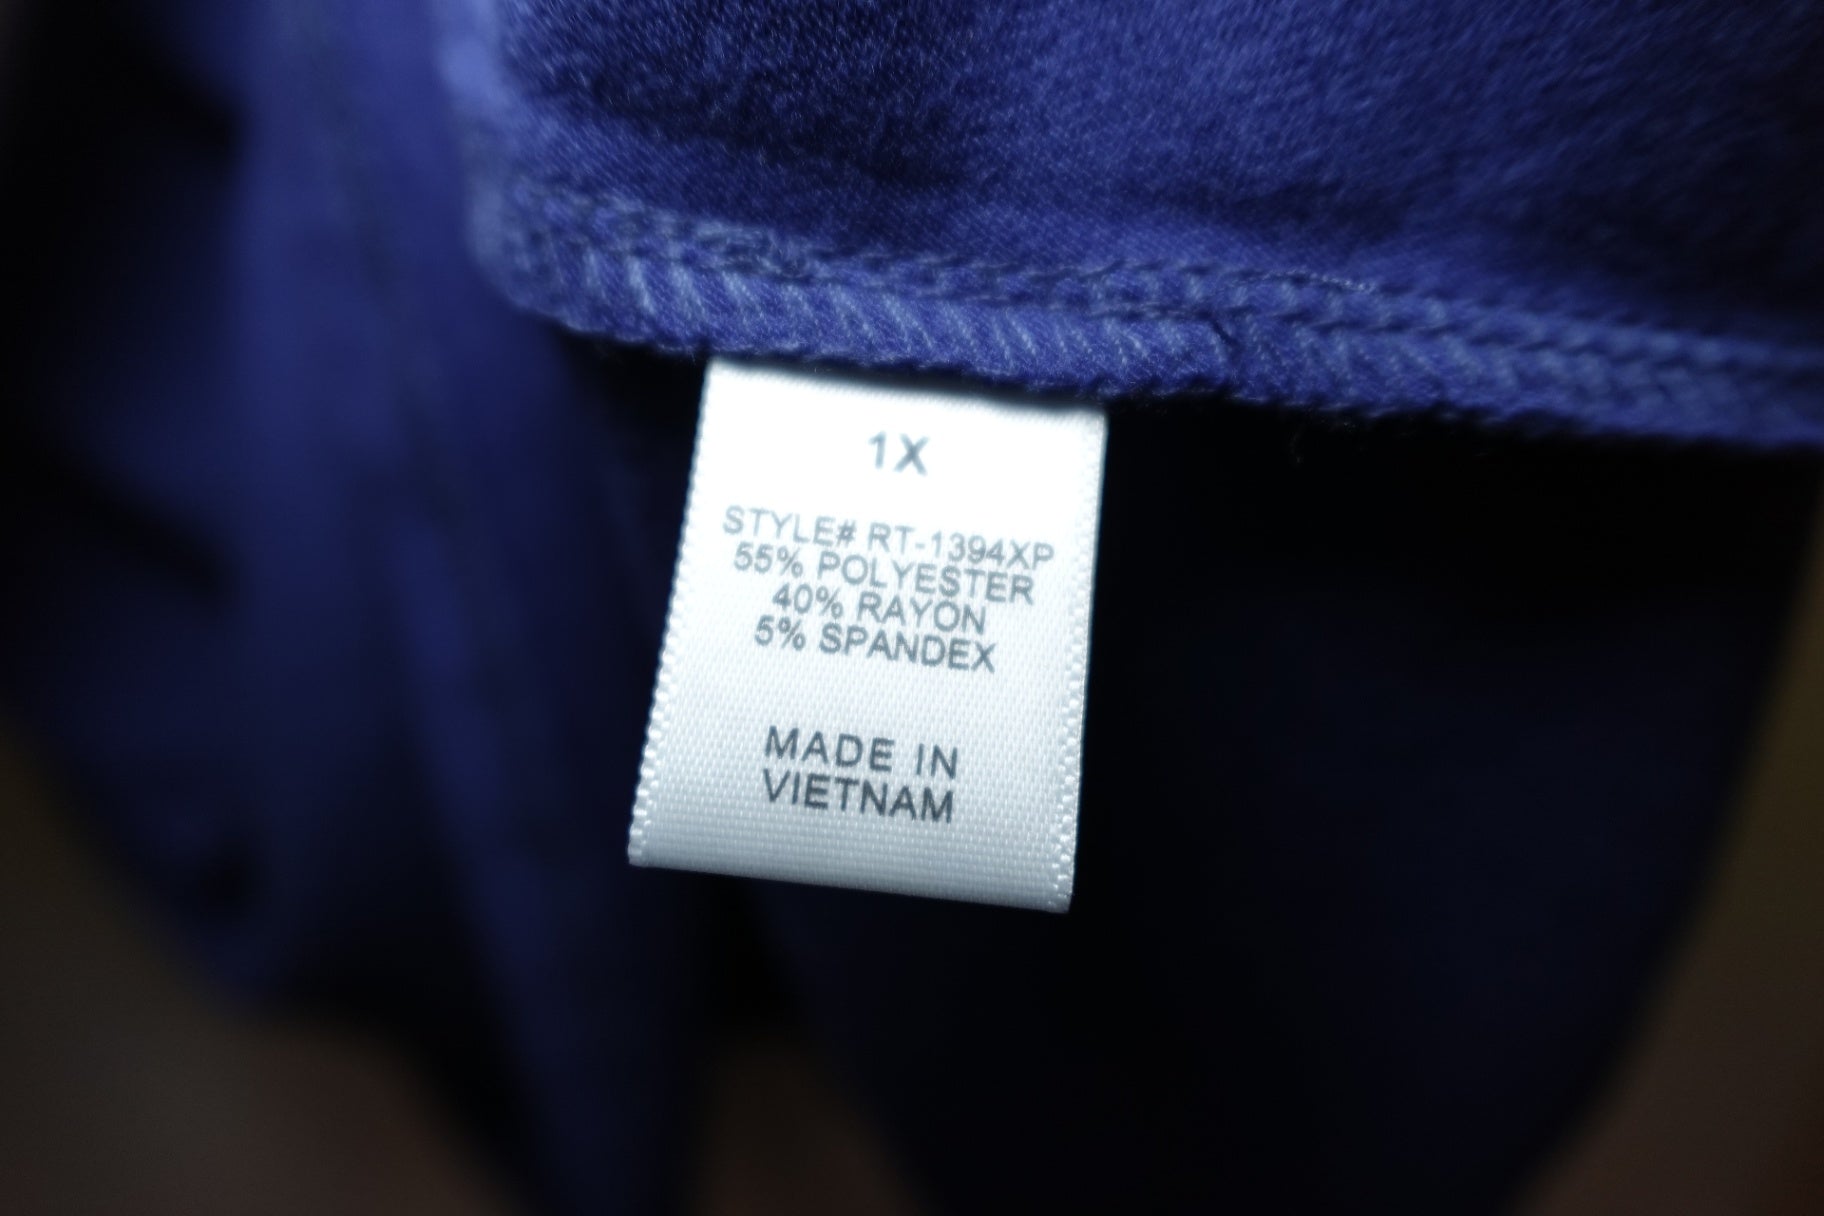 1X
STYLE# RT-1394XP
55% POLYESTER
40% RAYON
5% SPANDEX
MADE IN
VIETNAM